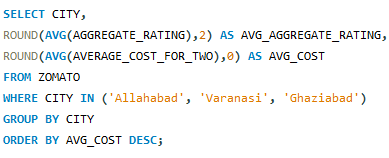 SELECT CITY,
ROUND(AVG(AGGREGATE_RATING),2) AS AVG_AGGREGATE_RATING,
ROUND(AVG(AVERAGE_COST_FOR_TWO),0) AS AVG_COST
FROM ZOMATO
WHERE CITY IN ('Allahabad', 'Varanasi', 'Ghaziabad')
GROUP BY CITY
ORDER BY AVG_COST DESC;